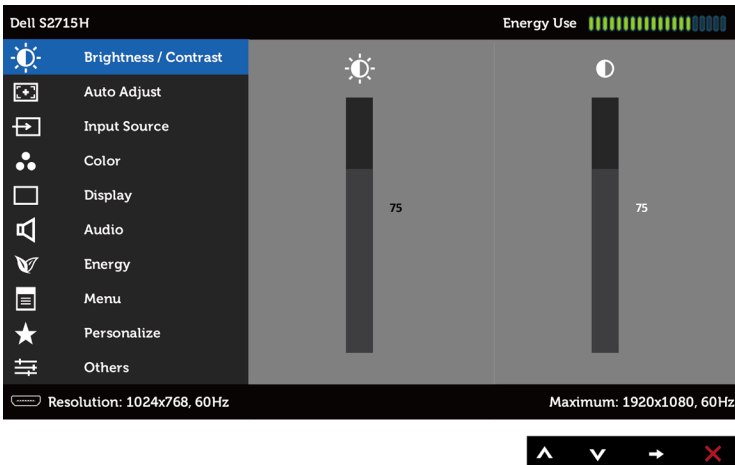 Dell S2715H
Energy Use
Brightness / Contrast
Auto Adjust
Input Source
Color
Display
Audio
Energy
Menu
Personalize
Others
75
75
Resolution: 1024x768, 60Hz
Maximum: 1920x1080, 60Hz